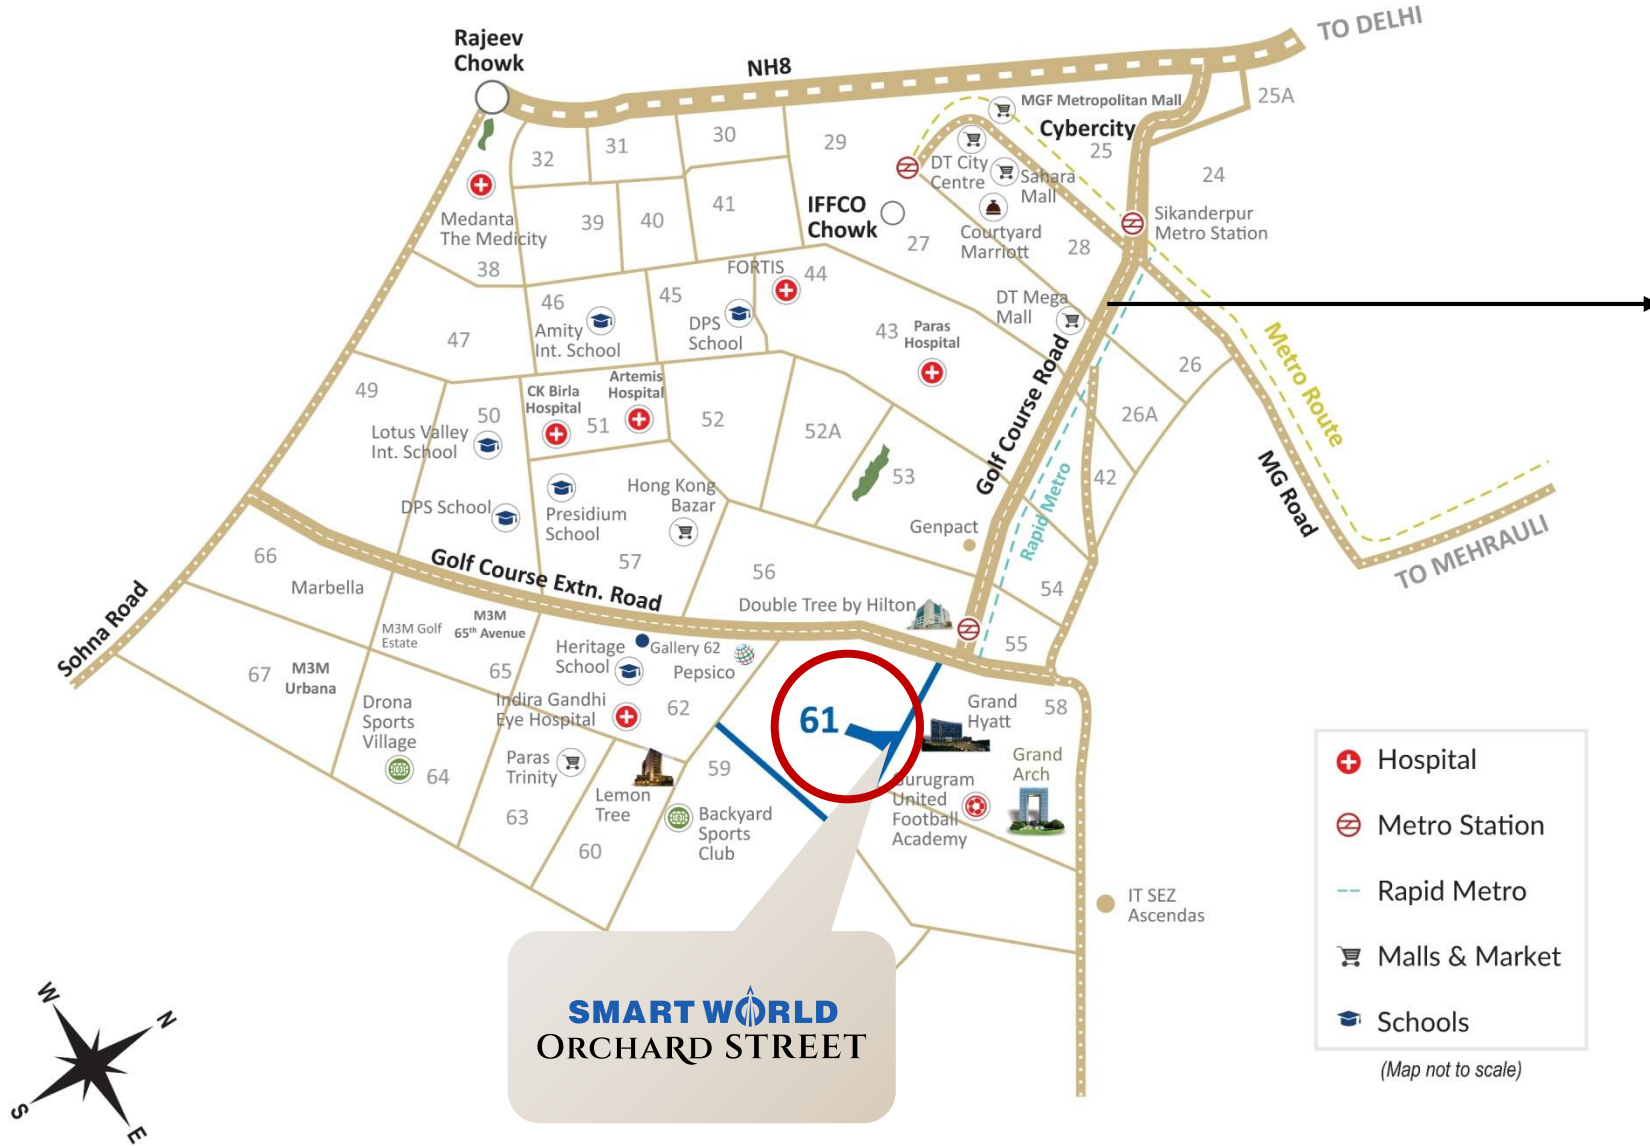 TO DELHI
Rajeev
Chowk
NH8
25A
MGF Metropolitan Mall
Cybercity
25
32
31
30
29
DT City
Centre
Sahara
Mall
24
Medanta
The Medicity
39
40
41
IFFCO
Chowk
27
Courtyard
Marriott
28
Sikanderpur
Metro Station
38
FORTIS
44
46
Amity
Int. School
45
DPS
School
DT Mega
Mall
47
43
Paras
Hospital
Golf Course Road
26
Metro Route
49
CK Birla
Hospital
Artemis
Hospital
50
51
52
52A
26A
Lotus Valley
Int. School
53
42
MG Road
DPS School
Presidium
School
Hong Kong
Bazar
Genpact
Rapid Metro
TO MEHRAULI
66
Marbella
Golf Course Extn. Road
57
56
54
Double Tree by Hilton
Sohna Road
M3M Golf
Estate
M3M
65th Avenue
Heritage
School
Gallery 62
Pepsico
55
67
M3M
Urbana
65
Indira Gandhi
Eye Hospital
62
61
Grand
Hyatt
58
Drona
Sports
Village
64
Paras
Trinity
59
Grand
Arch
Lemon
Tree
63
60
Backyard
Sports
Club
Gurugram
United
Football
Academy
IT SEZ
Ascendas
Hospital
Metro Station
Rapid Metro
Malls & Market
Schools
(Map not to scale)
SMART WORLD
ORCHARD STREET
W
N
S
E